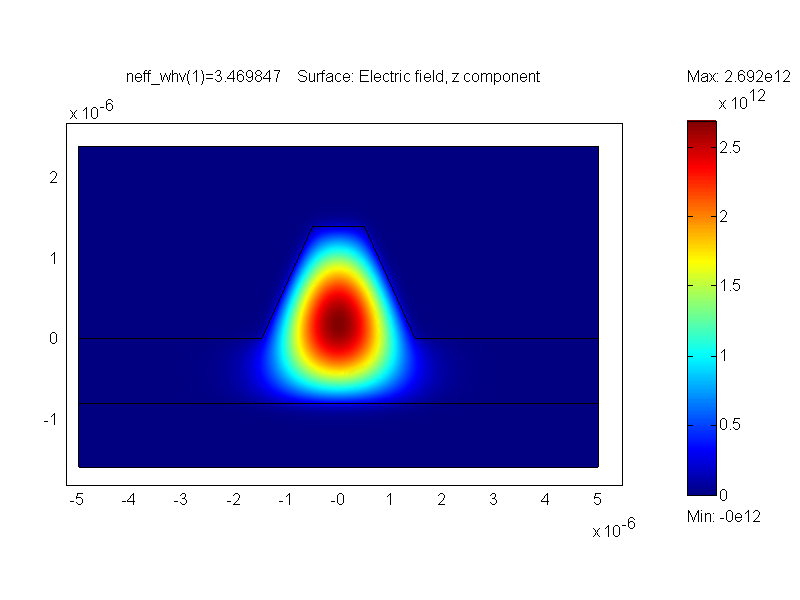 neff_whv(1)=3.469847    Surface: Electric field, z component
Max: 2.692e12
x 10^-6
x 10^12
2
1
0
-1
2.5
2
1.5
1
0.5
0
-5 -4 -3 -2 -1 -0 1 2 3 4 5
Min: -0e12
x 10^-6